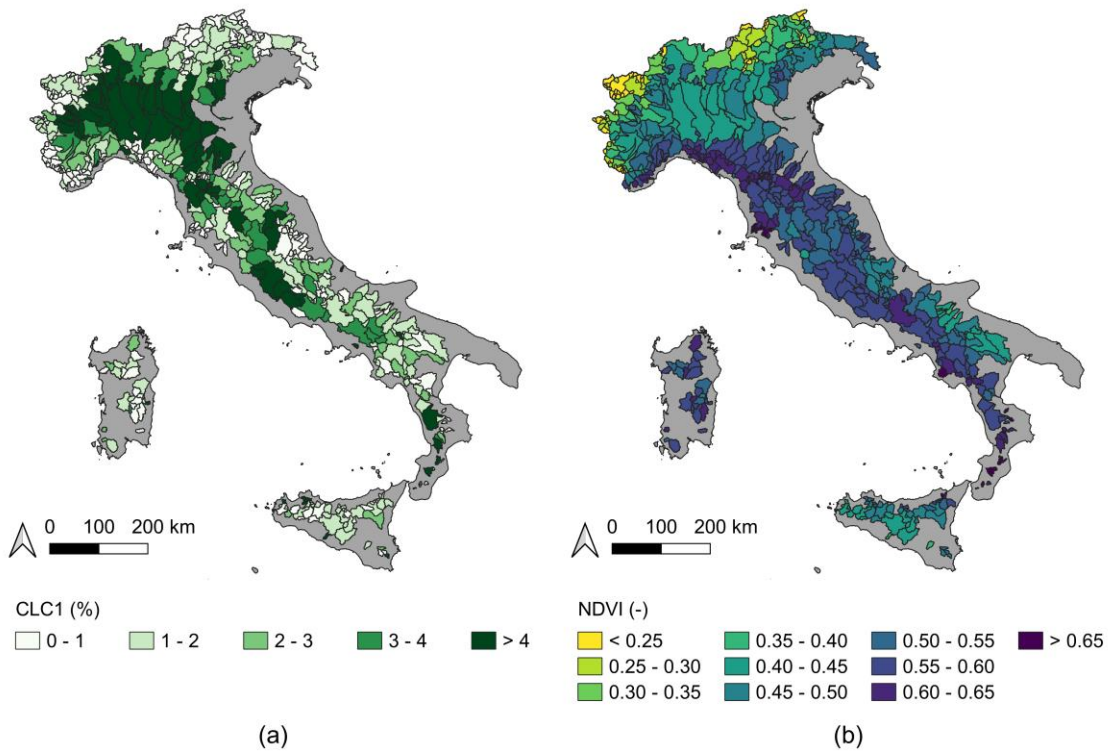 0 100 200 km
0 100 200 km
CLC1 (%)
0 - 1 1 - 2 2 - 3 3 - 4 > 4
NDVI (-)
< 0.25 0.35 - 0.40 0.50 - 0.55 > 0.65
0.25 - 0.30 0.40 - 0.45 0.55 - 0.60
0.30 - 0.35 0.45 - 0.50 0.60 - 0.65
(a) (b)